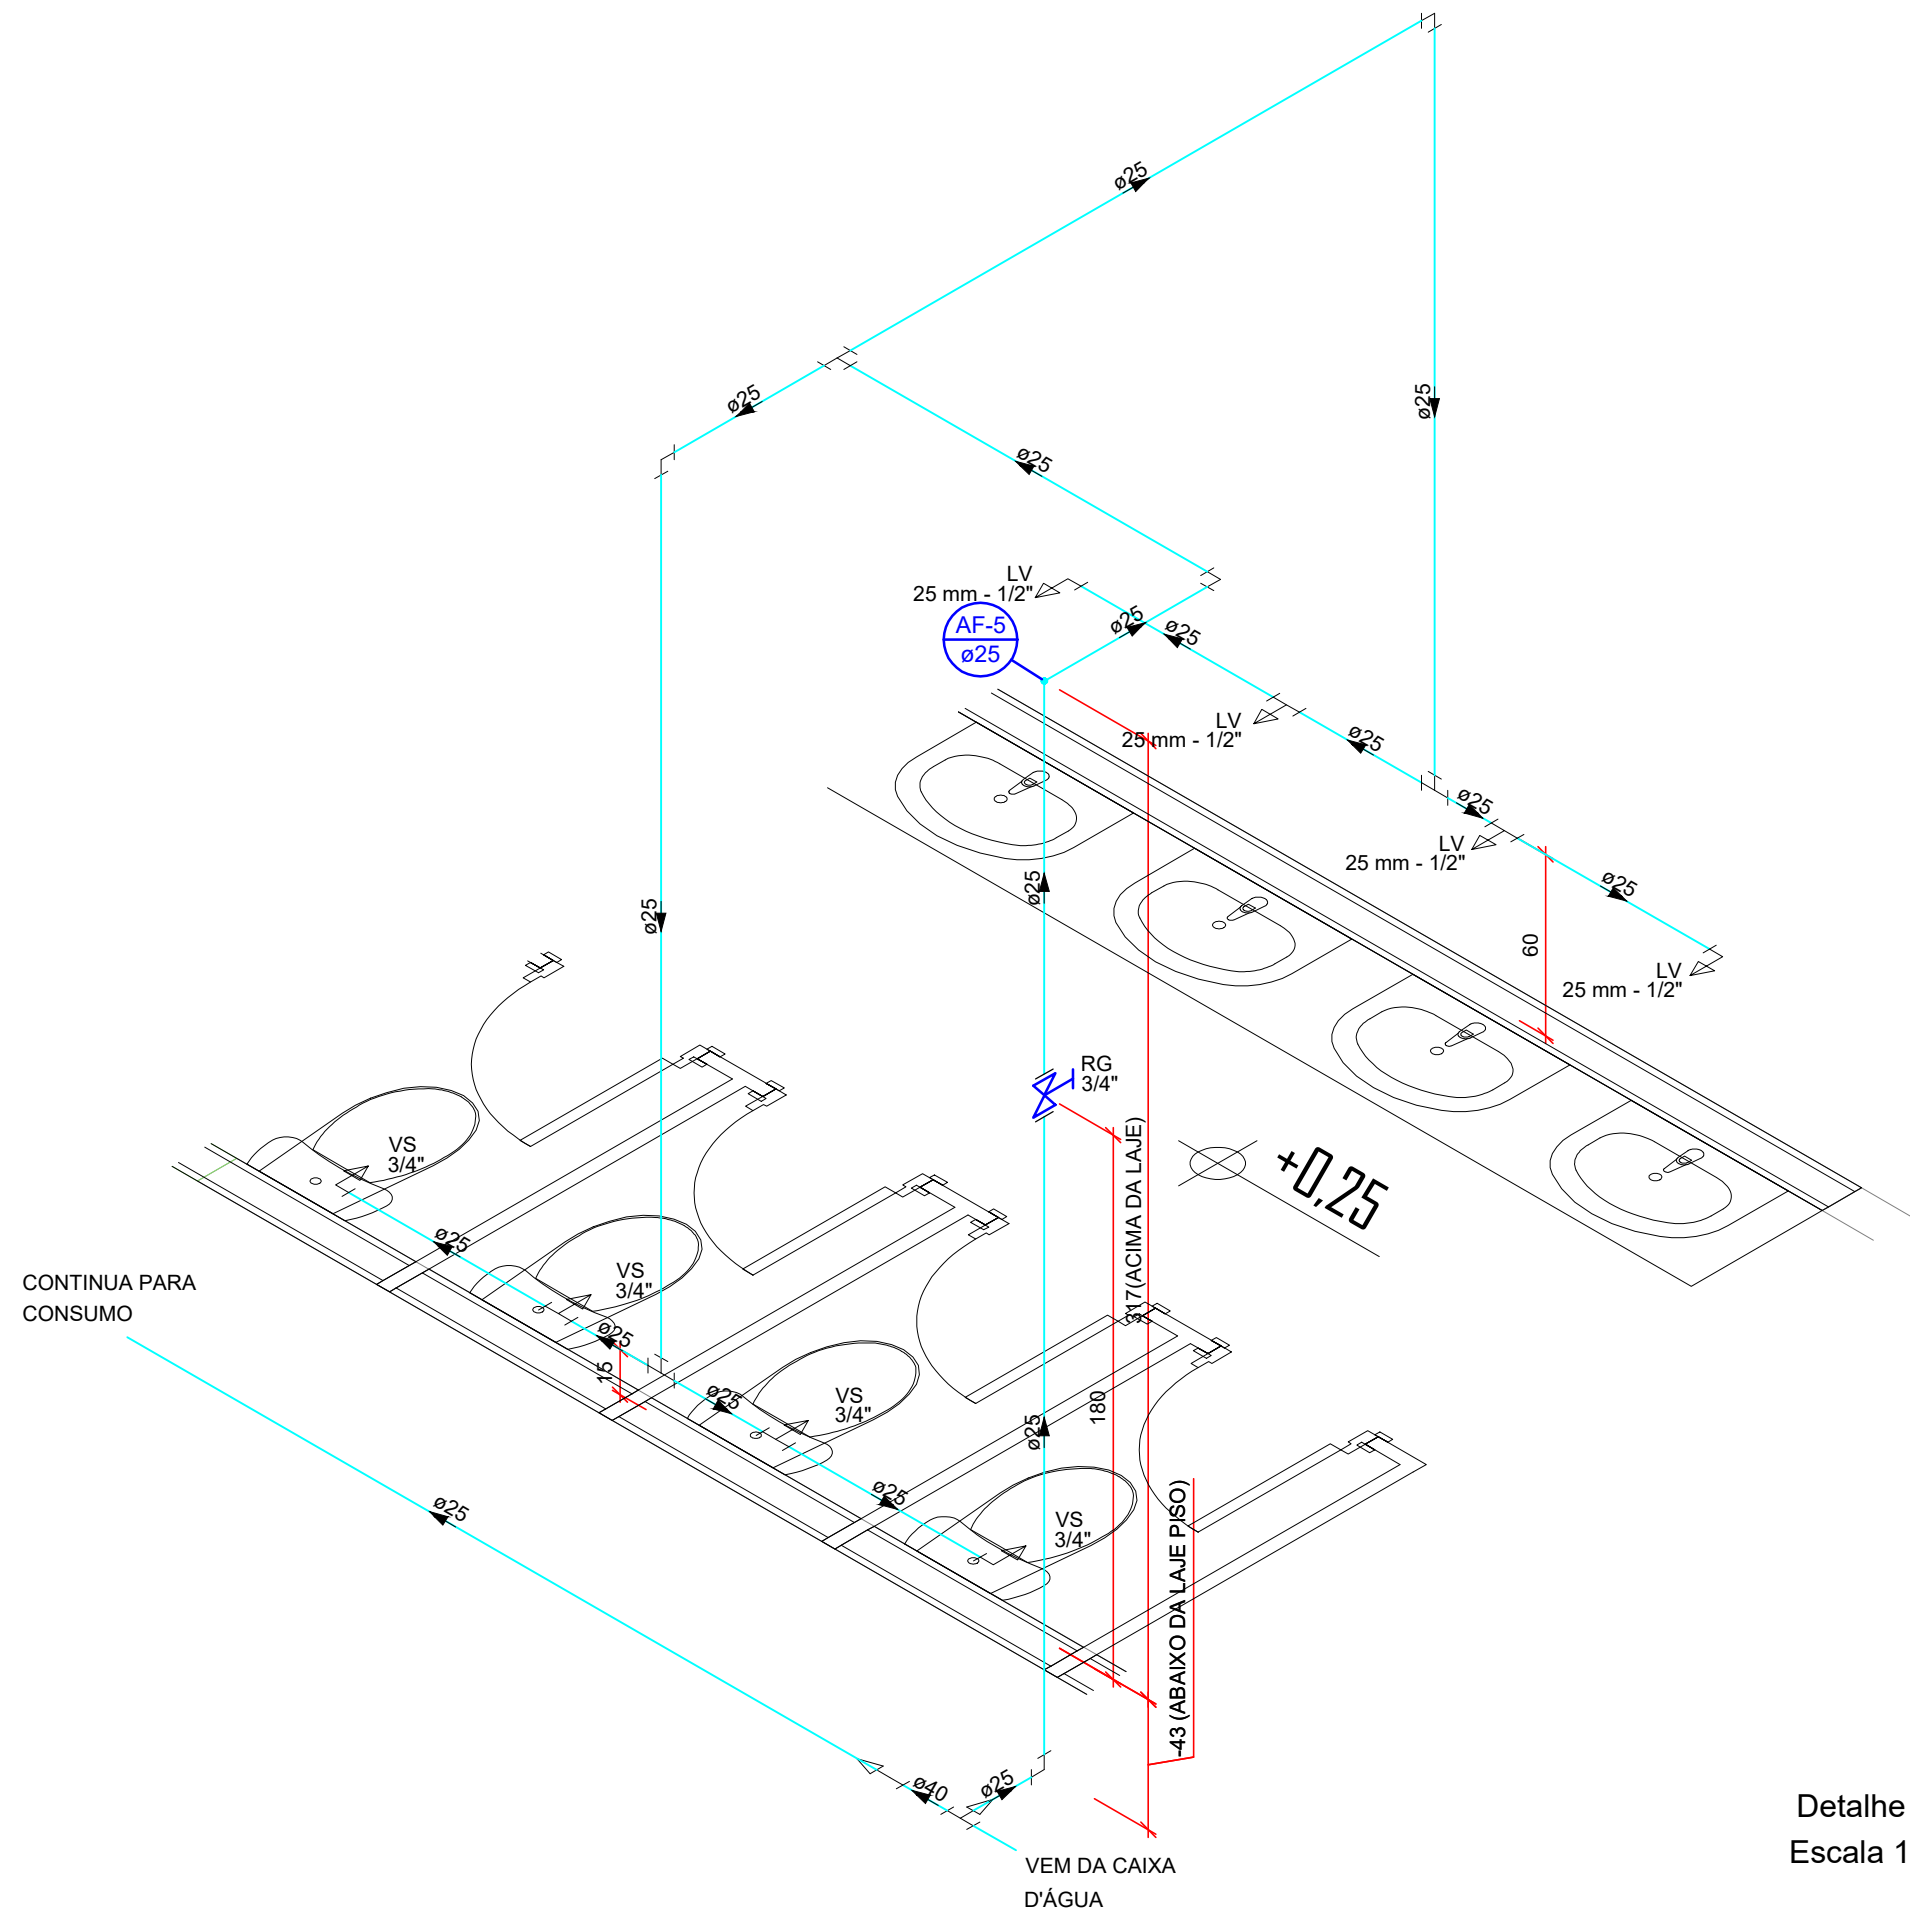 ø25
ø25
ø25
ø25
LV
25 mm - 1/2"
AF-5
ø25
ø25
ø25
LV
25 mm - 1/2"
ø25
ø25
LV
25 mm - 1/2"
ø25
ø25
ø25
60
LV
25 mm - 1/2"
RG
3/4"
VS
3/4"
317(ACIMA DA LAJE)
+0,25
ø25
VS
3/4"
CONTINUA PARA
CONSUMO
ø25
15
ø25
VS
3/4"
180
ø25
ø25
ø25
VS
3/4"
-43 (ABAIXO DA LAJE PISO)
ø40
ø25
VEM DA CAIXA
D'ÁGUA
Detalhe
Escala 1